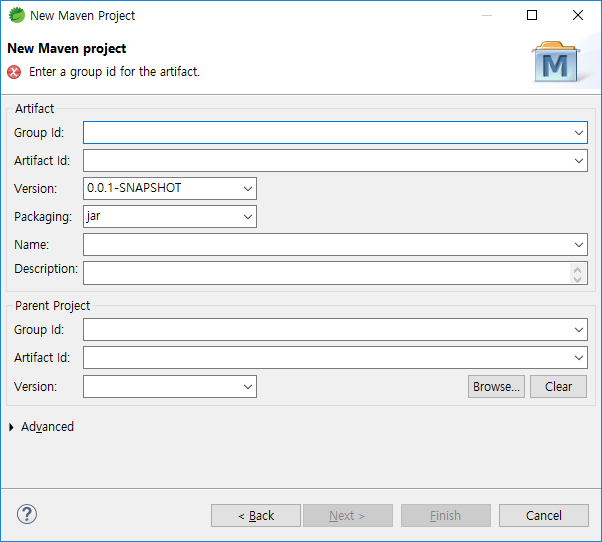 New Maven Project
New Maven project
Enter a group id for the artifact.
M
Artifact
Group Id:
Artifact Id:
Version: 0.0.1-SNAPSHOT
Packaging: jar
Name:
Description:
Parent Project
Group Id:
Artifact Id:
Version: Browse... Clear
Advanced
? < Back Next > Finish Cancel